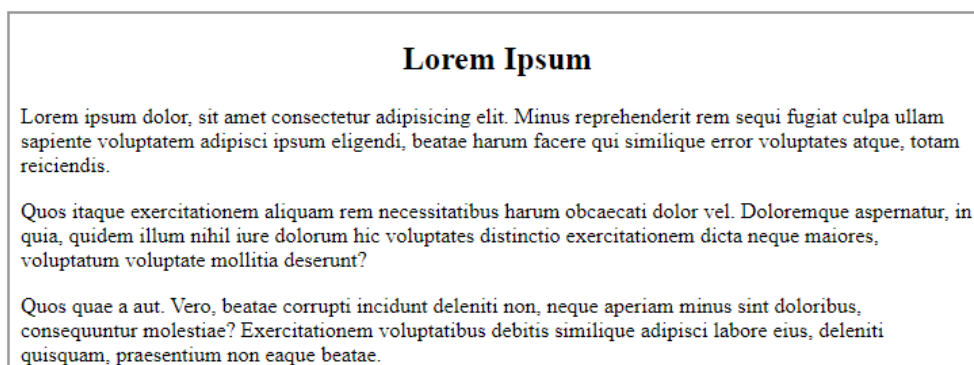 Lorem Ipsum
Lorem ipsum dolor, sit amet consectetur adipisicing elit. Minus reprehenderit rem sequi fugiat culpa ullam
sapiente voluptatem adipisci ipsum eligendi, beatae harum facere qui similique error voluptates atque, totam
reiciendis.
Quos itaque exercitationem aliquam rem necessitatibus harum obcaecati dolor vel. Doloremque aspernatur, in
quia, quidem illum nihil iure dolorum hic voluptates distinctio exercitationem dicta neque maiores,
voluptatum voluptate mollitia deserunt?
Quos quae a aut. Vero, beatae corrupti incidunt deleniti non, neque aperiam minus sint doloribus,
consequuntur molestiae? Exercitationem voluptatibus debitis similique adipisci labore eius, deleniti
quisquam, praesentium non eaque beatae.